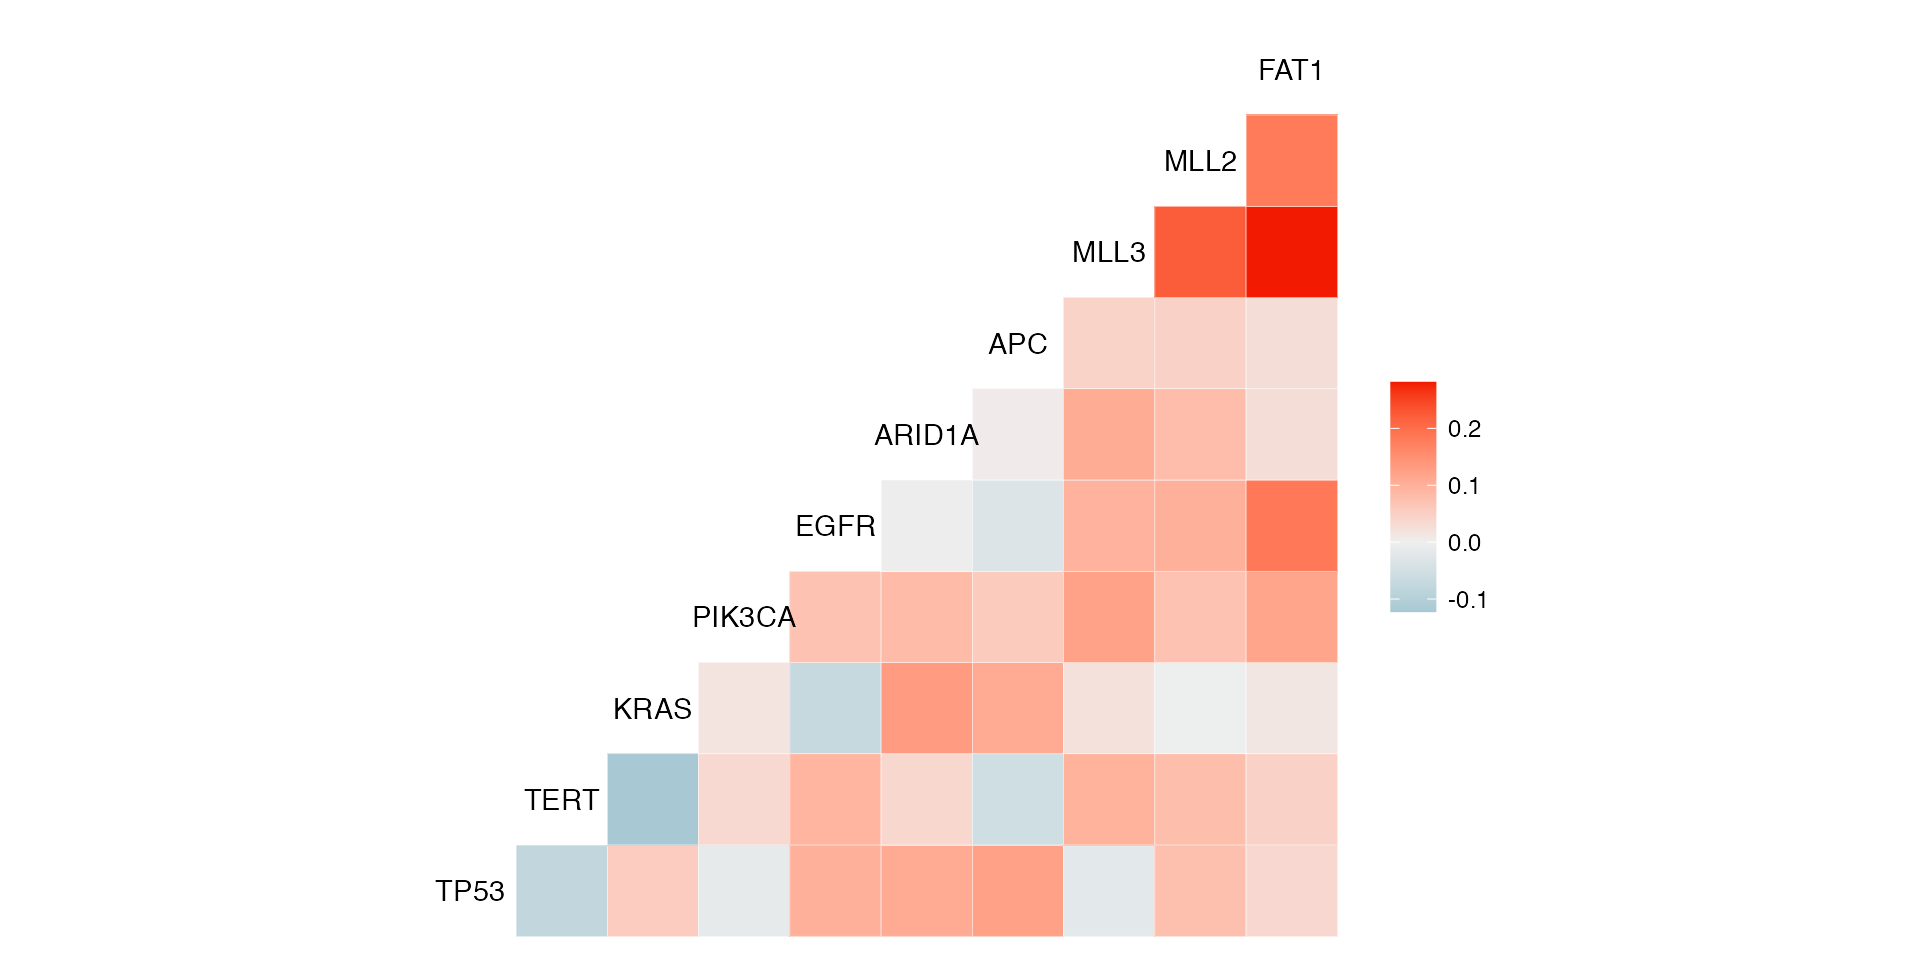 FAT1
MLL2
MLL3
APC
ARID1A
EGFR
PIK3CA
KRAS
TERT
TP53
0.2
0.1
0.0
-0.1